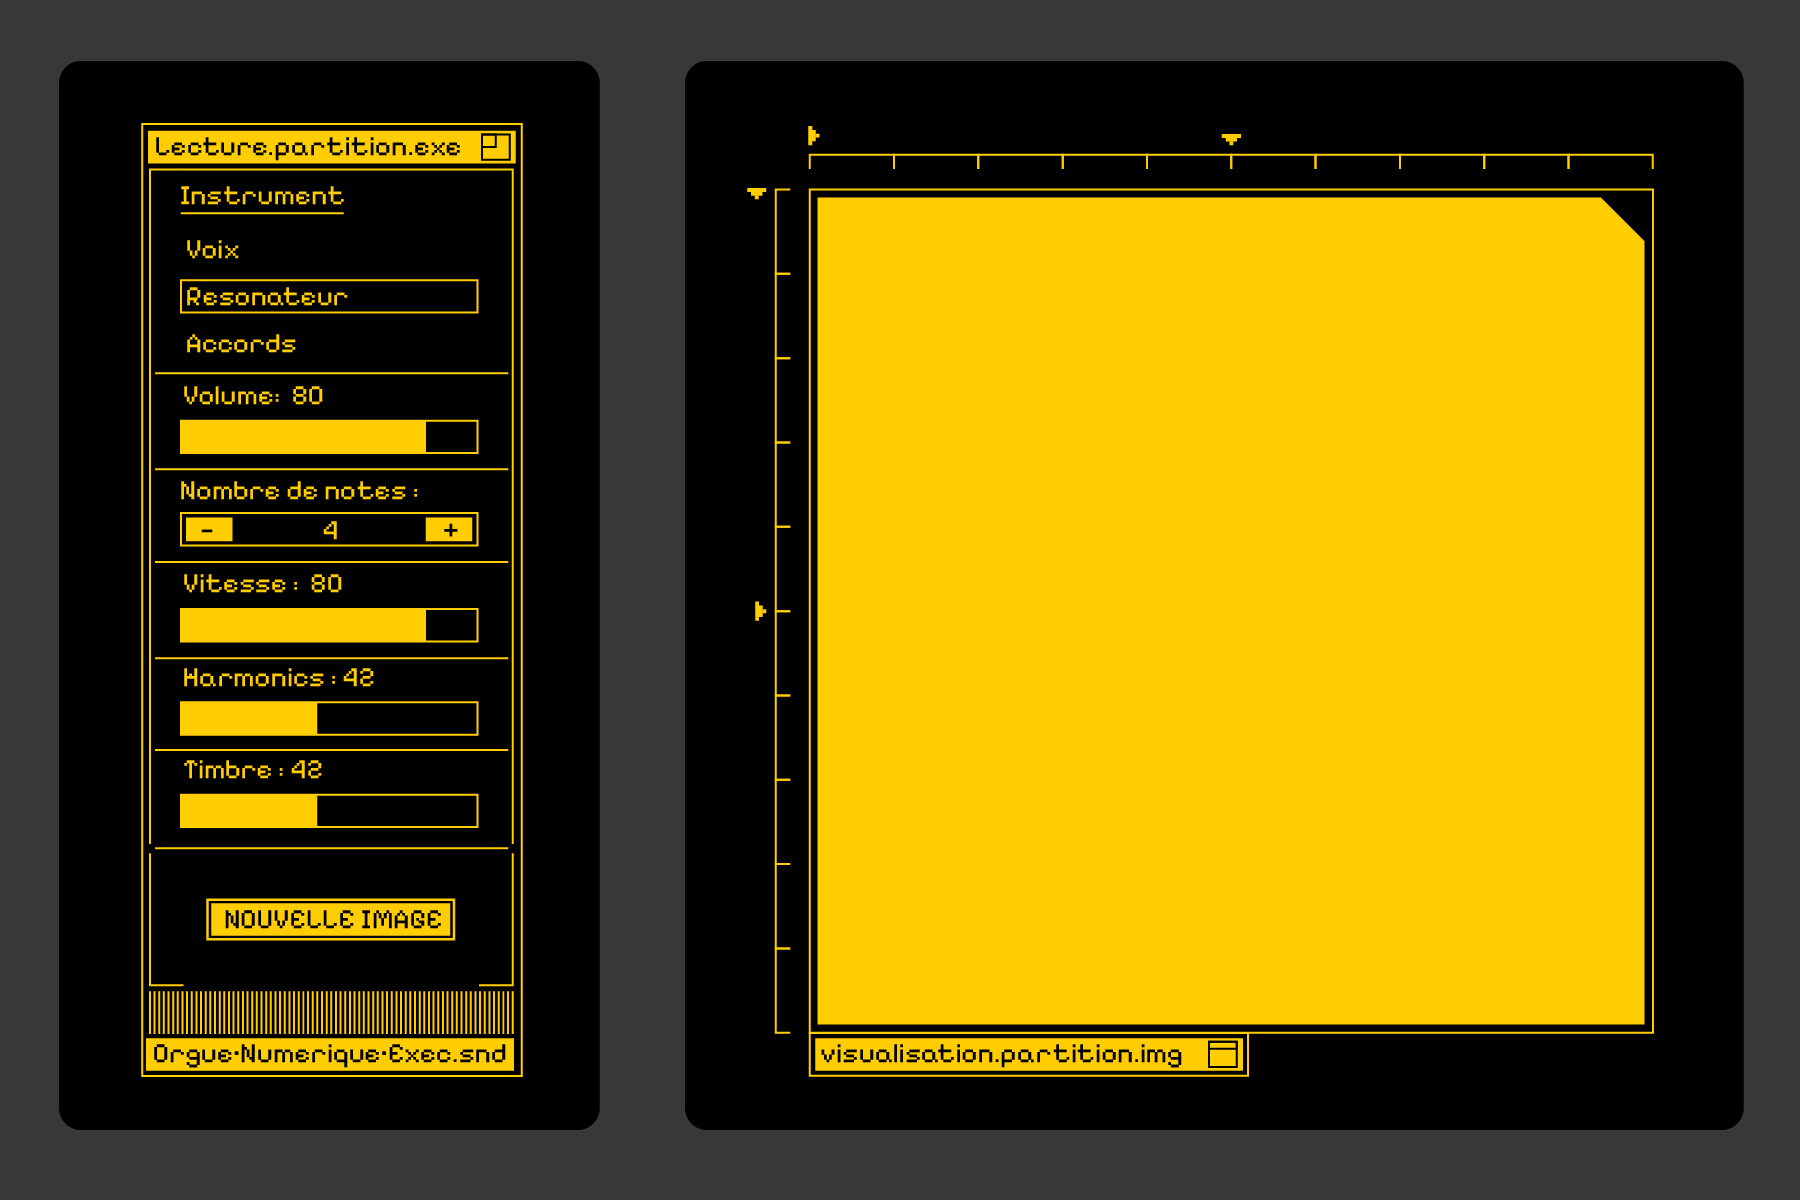 Lecture.partition.exe
Instrument
Voix
Resonateur
Accords
Volume: 80
Nombre de notes :
- 4 +
Vitesse : 80
Harmonics : 42
Timbre : 42
NOUVELLE IMAGE
Orgue·Numerique·Exec.snd
visualisation.partition.img